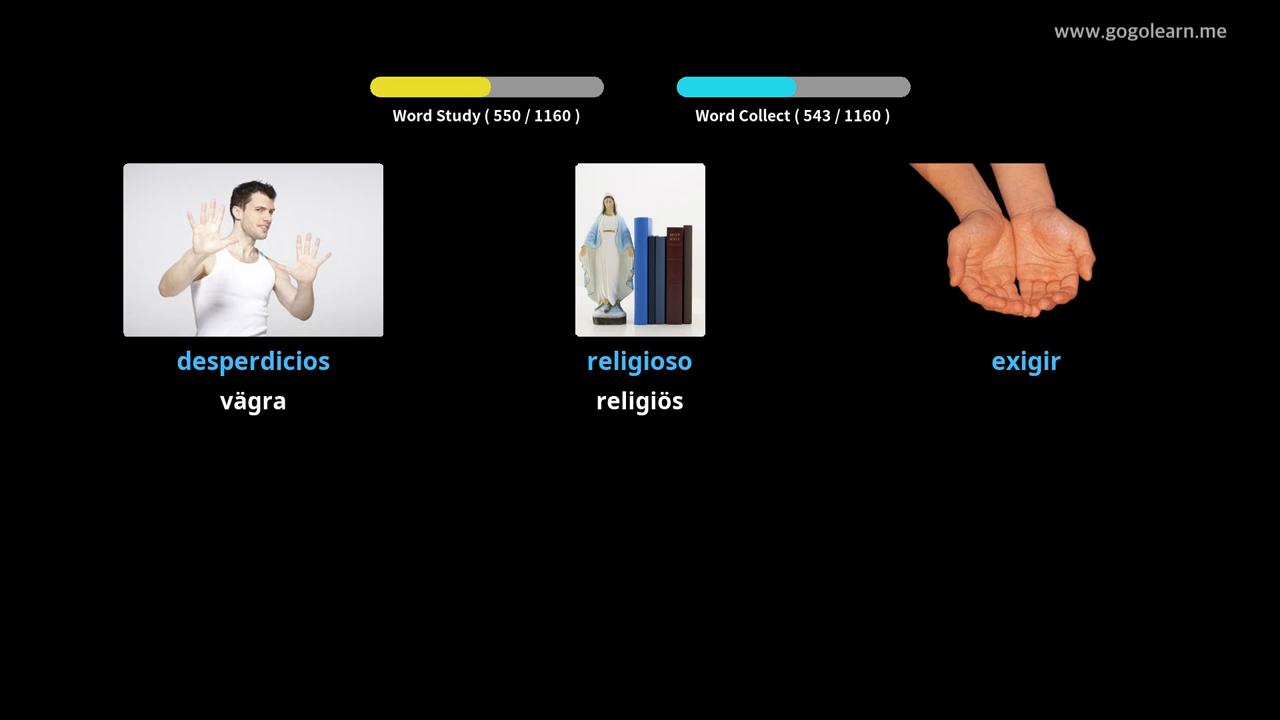 www.gogolearn.me
Word Study ( 550 / 1160 )
Word Collect ( 543 / 1160 )
desperdicios
religioso
exigir
vägra
religiös